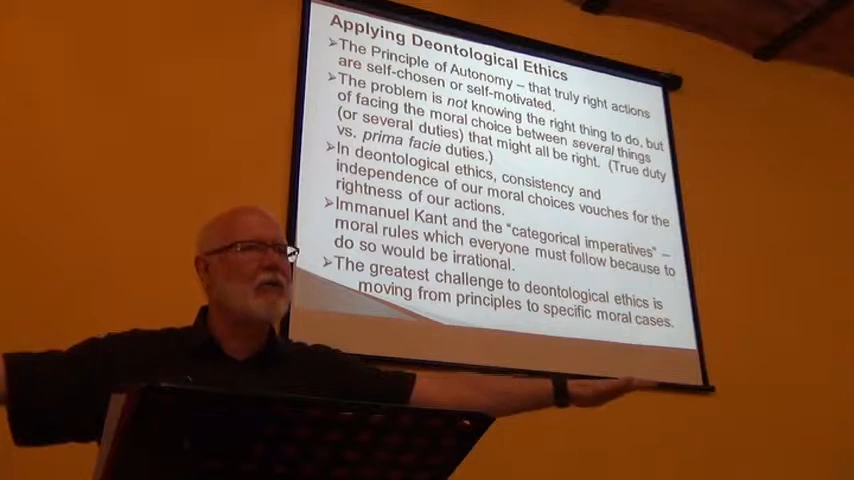 Applying Deontological Ethics
➢The Principle of Autonomy – that truly right actions
are self-chosen or self-motivated.
➢The problem is not knowing the right thing to do, but
of facing the moral choice between several things
(or several duties) that might all be right. (True duty
vs. prima facie duties.)
➢In deontological ethics, consistency and
independence of our moral choices vouches for the
rightness of our actions.
➢Immanuel Kant and the “categorical imperatives” –
moral rules which everyone must follow because to
do so would be irrational.
➢The greatest challenge to deontological ethics is
moving from principles to specific moral cases.